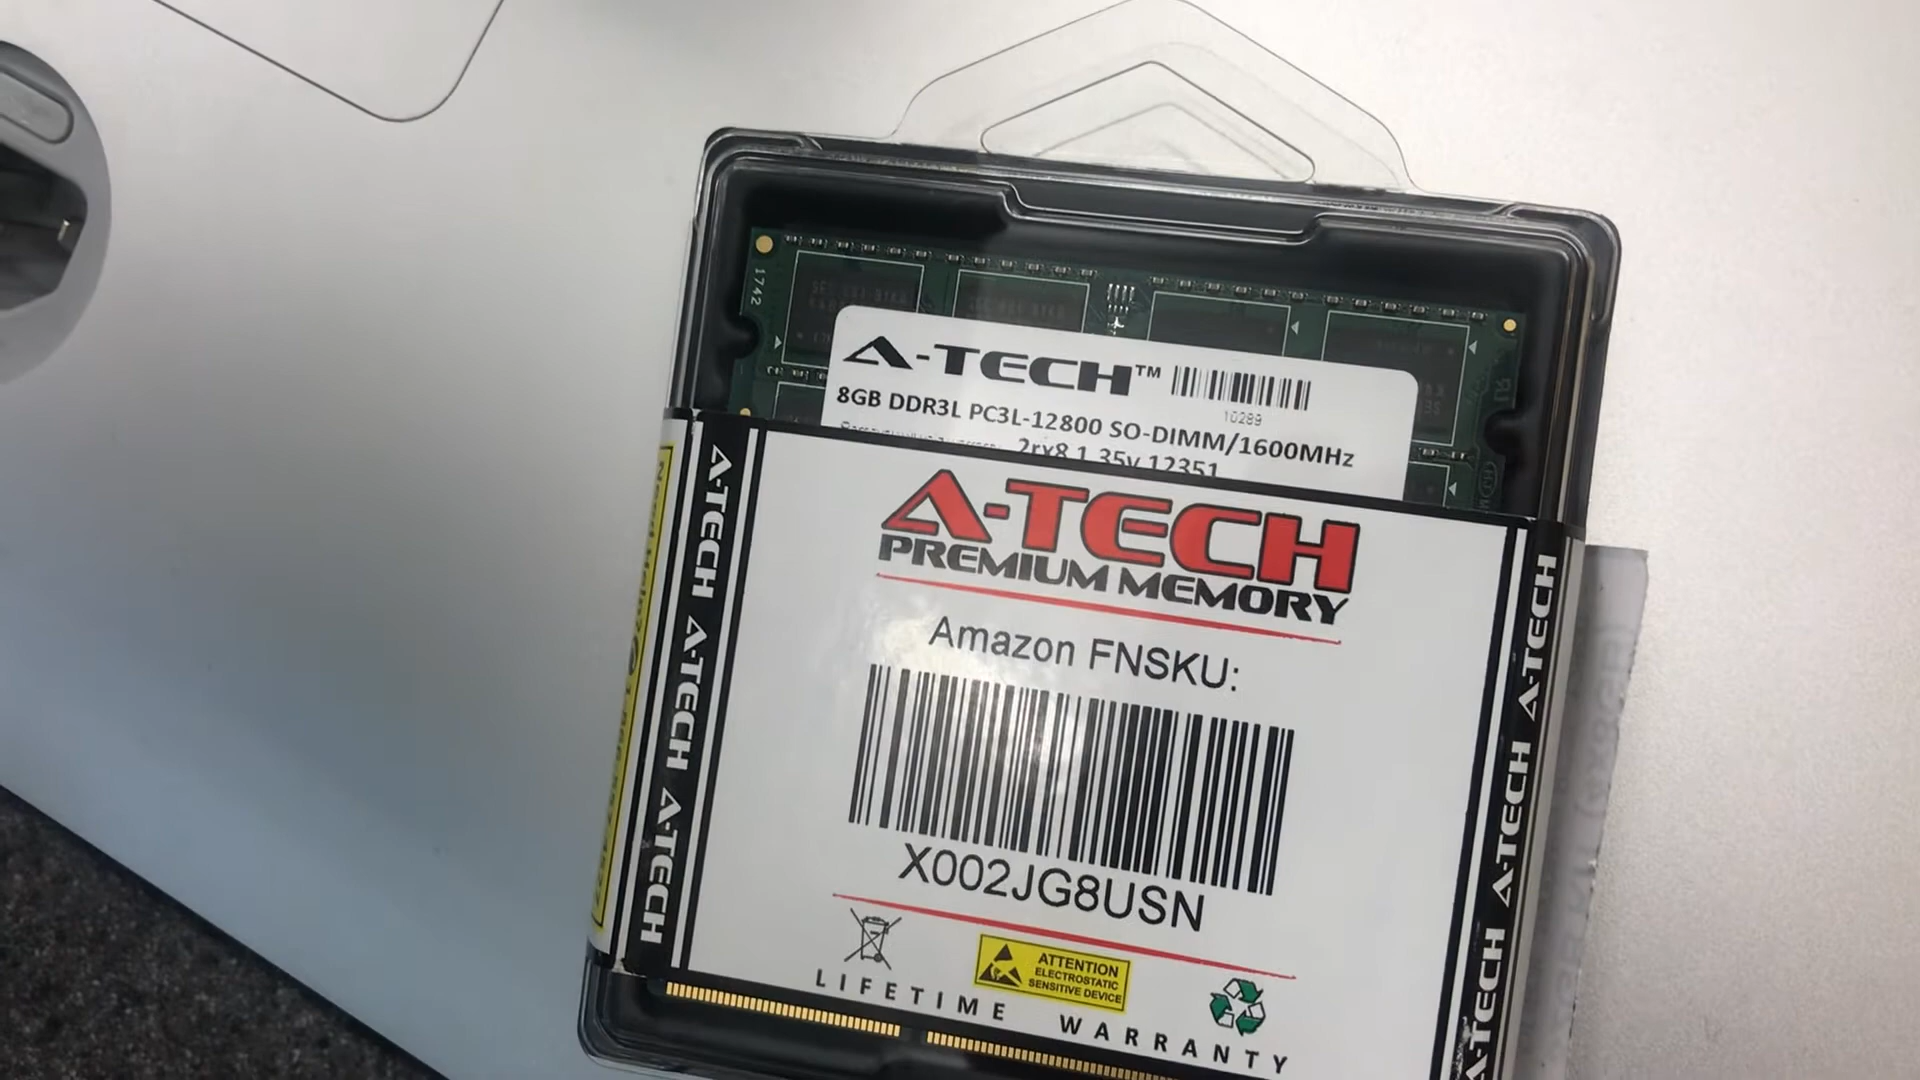 1742
A-TECH™
10289
8GB DDR3L PC3L-12800 SO-DIMM/1600MHz
2rx8 1.35v 12351
A-TECH
PREMIUM MEMORY
Amazon FNSKU:
X002JG8USN
ATTENTION
ELECTROSTATIC
SENSITIVE DEVICE
LIFETIME WARRANTY
A-TECH A-TECH A-TECH
A-TECH A-TECH A-TECH A-TECH